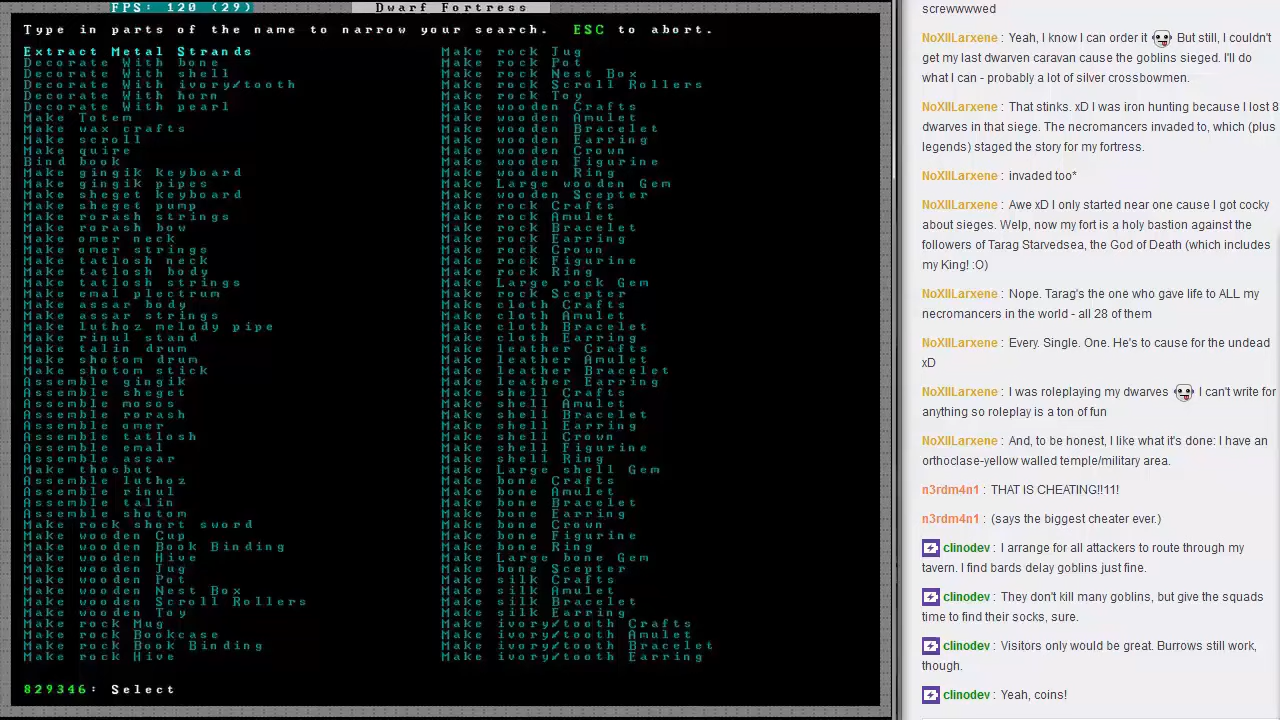 FPS: 120 (29)
Dwarf Fortress
Type in parts of the name to narrow your search. ESC to abort.
Extract Metal Strands
Decorate With bone
Decorate With shell
Decorate With ivory/tooth
Decorate With horn
Decorate With pearl
Make Totem
Make wax crafts
Make scroll
Make quire
Bind book
Make gingik keyboard
Make gingik pipes
Make sheget keyboard
Make sheget pump
Make rorash strings
Make rorash bow
Make omer neck
Make omer strings
Make tatlosh neck
Make tatlosh body
Make tatlosh strings
Make emal plectrum
Make assar body
Make assar strings
Make luthoz melody pipe
Make rinul stand
Make talin drum
Make shotom drum
Make shotom stick
Assemble gingik
Assemble sheget
Assemble mosos
Assemble rorash
Assemble omer
Assemble tatlosh
Assemble emal
Assemble assar
Make thosbut
Assemble luthoz
Assemble rinul
Assemble talin
Assemble shotom
Make rock short sword
Make wooden Cup
Make wooden Book Binding
Make wooden Hive
Make wooden Jug
Make wooden Pot
Make wooden Nest Box
Make wooden Scroll Rollers
Make wooden Toy
Make rock Mug
Make rock Bookcase
Make rock Book Binding
Make rock Hive
Make rock Jug
Make rock Pot
Make rock Nest Box
Make rock Scroll Rollers
Make rock Toy
Make wooden Crafts
Make wooden Amulet
Make wooden Bracelet
Make wooden Earring
Make wooden Crown
Make wooden Figurine
Make wooden Ring
Make Large wooden Gem
Make wooden Scepter
Make rock Crafts
Make rock Amulet
Make rock Bracelet
Make rock Earring
Make rock Crown
Make rock Figurine
Make rock Ring
Make Large rock Gem
Make rock Scepter
Make cloth Crafts
Make cloth Amulet
Make cloth Bracelet
Make cloth Earring
Make leather Crafts
Make leather Amulet
Make leather Bracelet
Make leather Earring
Make shell Crafts
Make shell Amulet
Make shell Bracelet
Make shell Earring
Make shell Crown
Make shell Figurine
Make shell Ring
Make Large shell Gem
Make bone Crafts
Make bone Amulet
Make bone Bracelet
Make bone Earring
Make bone Crown
Make bone Figurine
Make bone Ring
Make Large bone Gem
Make bone Scepter
Make silk Crafts
Make silk Amulet
Make silk Bracelet
Make silk Earring
Make ivory/tooth Crafts
Make ivory/tooth Amulet
Make ivory/tooth Bracelet
Make ivory/tooth Earring
829346: Select
screwwwwed
NoXIILarxene : Yeah, I know I can order it But still, I couldn't
get my last dwarven caravan cause the goblins sieged. I'll do
what I can - probably a lot of silver crossbowmen.
NoXIILarxene : That stinks. xD I was iron hunting because I lost 8
dwarves in that siege. The necromancers invaded to, which (plus
legends) staged the story for my fortress.
NoXIILarxene : invaded too*
NoXIILarxene : Awe xD I only started near one cause I got cocky
about sieges. Welp, now my fort is a holy bastion against the
followers of Tarag Starvedsea, the God of Death (which includes
my King! :O)
NoXIILarxene : Nope. Tarag's the one who gave life to ALL my
necromancers in the world - all 28 of them
NoXIILarxene : Every. Single. One. He's to cause for the undead
xD
NoXIILarxene : I was roleplaying my dwarves I can't write for
anything so roleplay is a ton of fun
NoXIILarxene : And, to be honest, I like what it's done. I have an
orthoclase-yellow walled temple/military area.
n3rdm4n1 : THAT IS CHEATING!!11!
n3rdm4n1 : (says the biggest cheater ever.)
clinodev : I arrange for all attackers to route through my
tavern. I find bards delay goblins just fine.
clinodev : They don't kill many goblins, but give the squads
time to find their socks, sure.
clinodev : Visitors only would be great. Burrows still work,
though.
clinodev : Yeah, coins!